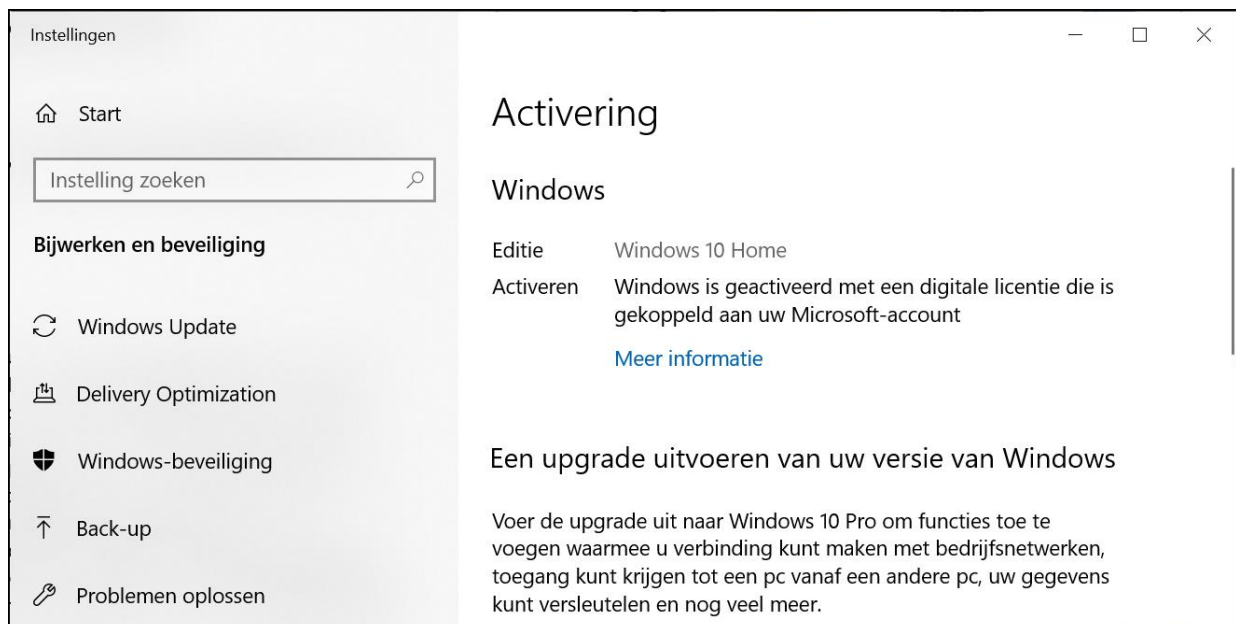 Instellingen
Start
Instelling zoeken
Bijwerken en beveiliging
Windows Update
Delivery Optimization
Windows-beveiliging
Back-up
Problemen oplossen
Activering
Windows
Editie Windows 10 Home
Activeren Windows is geactiveerd met een digitale licentie die is
gekoppeld aan uw Microsoft-account
Meer informatie
Een upgrade uitvoeren van uw versie van Windows
Voer de upgrade uit naar Windows 10 Pro om functies toe te
voegen waarmee u verbinding kunt maken met bedrijfsnetwerken,
toegang kunt krijgen tot een pc vanaf een andere pc, uw gegevens
kunt versleutelen en nog veel meer.